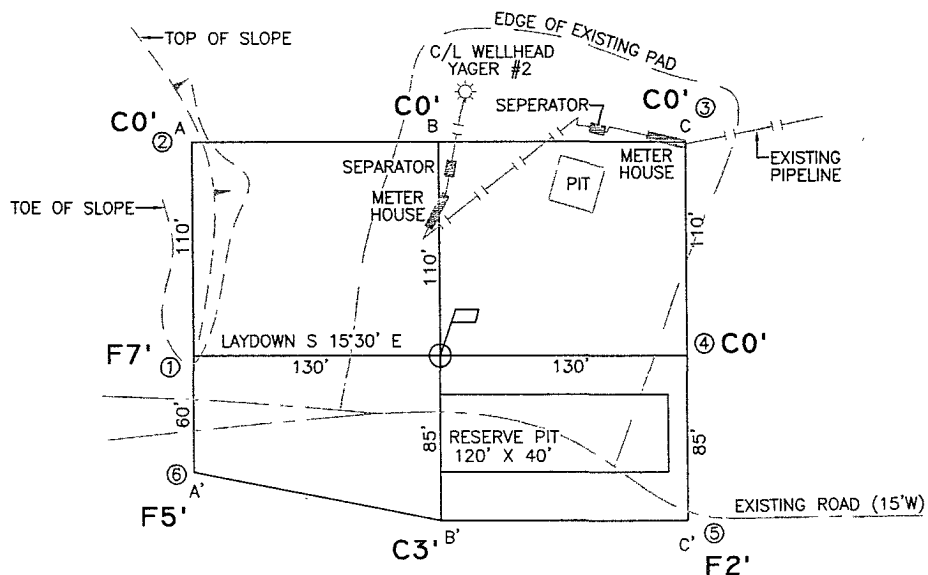 TOP OF SLOPE
EDGE OF EXISTING PAD
C/L WELLHEAD
YAGER #2
C0'
A
②
C0'
B
SEPERATOR
C0'
③
C
SEPARATOR
METER
HOUSE
PIT
METER
HOUSE
EXISTING
PIPELINE
TOE OF SLOPE
110'
110'
110'
F7'
①
LAYDOWN S 15°30' E
130'
130'
④
C0'
60'
85'
RESERVE PIT
120' X 40'
85'
⑥
A'
F5'
C3'
B'
C'
⑤
F2'
EXISTING ROAD (15'W)